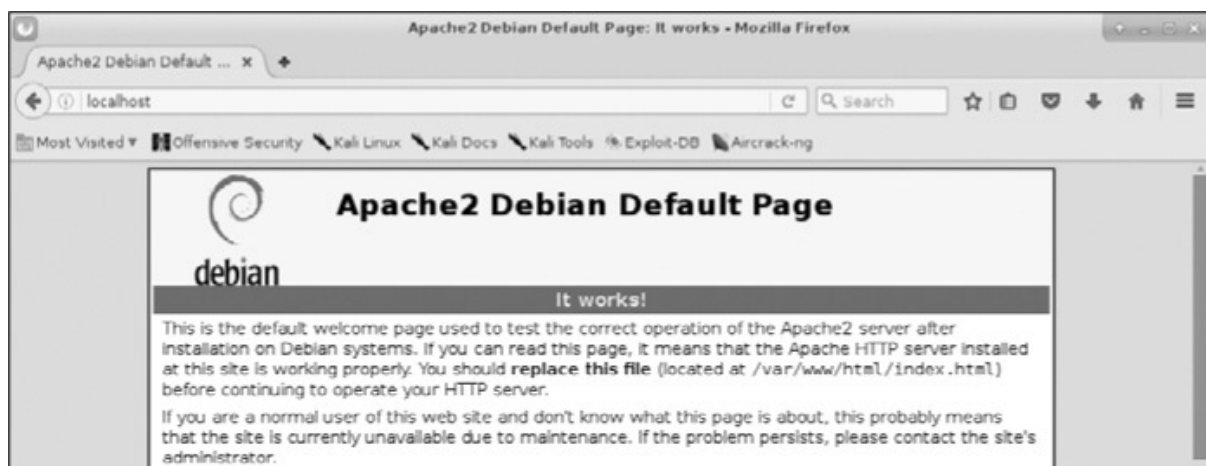 Apache2 Debian Default Page: It works - Mozilla Firefox
Apache2 Debian Default ...
localhost
Search
Most Visited Offensive Security Kali Linux Kali Docs Kali Tools Exploit-DB Aircrack-ng
debian
Apache2 Debian Default Page
It works!
This is the default welcome page used to test the correct operation of the Apache2 server after
installation on Debian systems. If you can read this page, it means that the Apache HTTP server installed
at this site is working properly. You should replace this file (located at /var/www/html/index.html)
before continuing to operate your HTTP server.
If you are a normal user of this web site and don't know what this page is about, this probably means
that the site is currently unavailable due to maintenance. If the problem persists, please contact the site's
administrator.